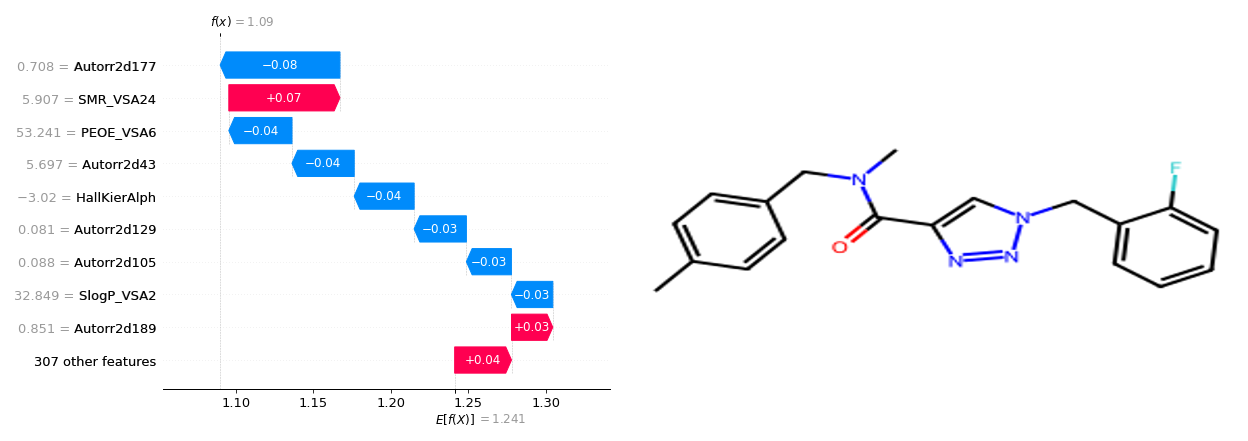 f(x) = 1.09
0.708 = Autorr2d177
−0.08
5.907 = SMR_VSA24
+0.07
53.241 = PEOE_VSA6
−0.04
5.697 = Autorr2d43
−0.04
−3.02 = HallKierAlph
−0.04
0.081 = Autorr2d129
−0.03
0.088 = Autorr2d105
−0.03
32.849 = SlogP_VSA2
−0.03
0.851 = Autorr2d189
+0.03
307 other features
+0.04
1.10 1.15 1.20 1.25 1.30
E[f(X)] = 1.241
F
N
N
O
N
N